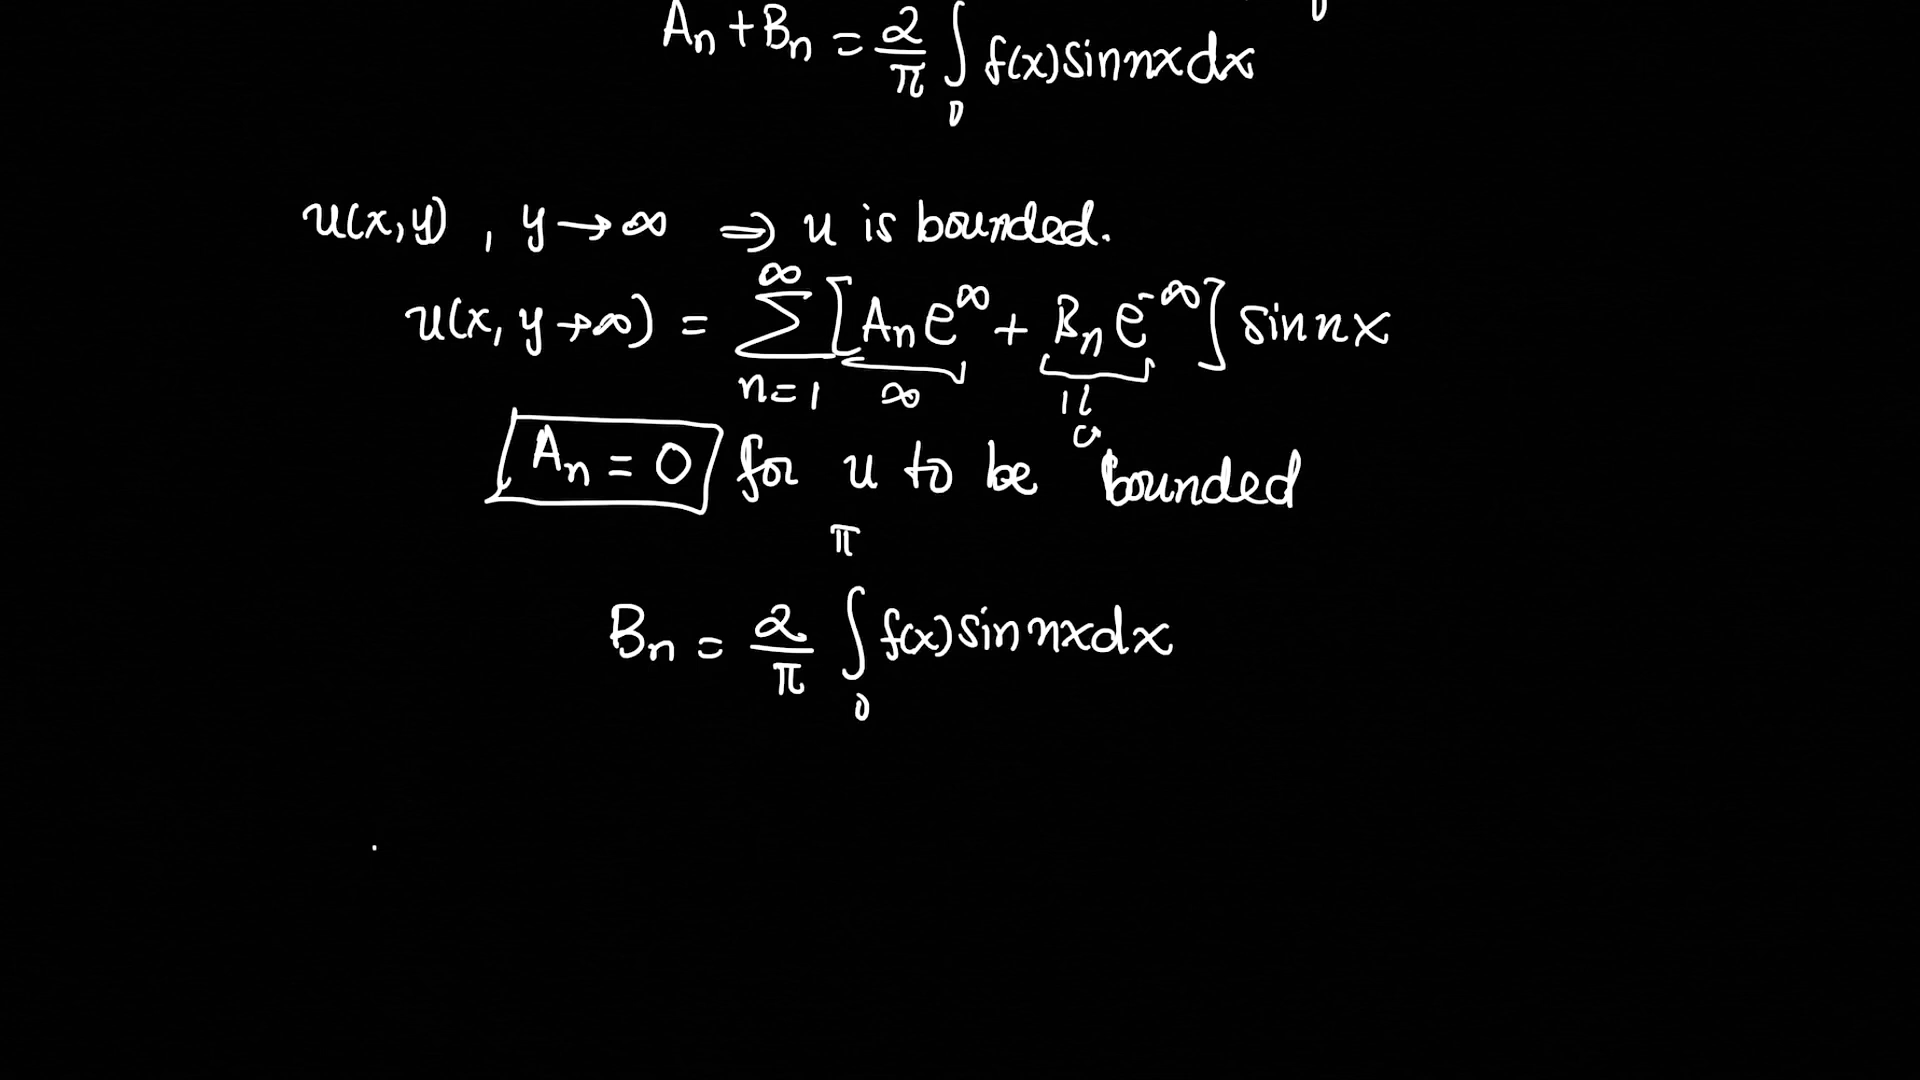 Aₙ + Bₙ = 2/π ∫₀ f(x) sin nx dx
u(x,y) , y → ∞ ⇒ u is bounded.
u(x, y→∞) = ∑_{n=1}^{∞} [Aₙ e^{∞} + Bₙ e^{-∞}] sin nx
∞ 0
Aₙ = 0 for u to be bounded
Bₙ = 2/π ∫₀^π f(x) sin nx dx